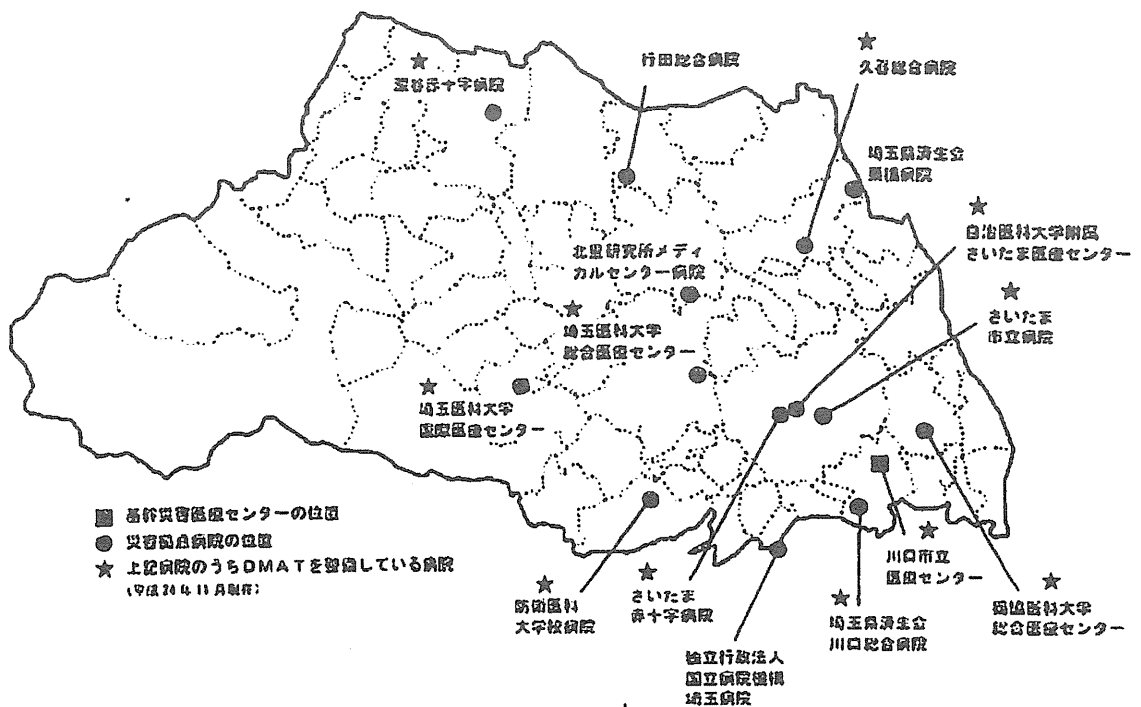 行田総合病院
久喜総合病院
深谷赤十字病院
埼玉県済生会
栗橋病院
自治医科大学附属
さいたま医療センター
北里研究所メディ
カルセンター病院
さいたま
市立病院
埼玉医科大学
総合医療センター
埼玉医科大学
国際医療センター
基幹災害医療センターの位置
災害拠点病院の位置
上記病院のうちDMATを整備している病院
(平成24年11月現在)
川口市立
医療センター
防衛医科
大学校病院
さいたま
赤十字病院
埼玉県済生会
川口総合病院
獨協医科大学
総合医療センター
独立行政法人
国立病院機構
埼玉病院